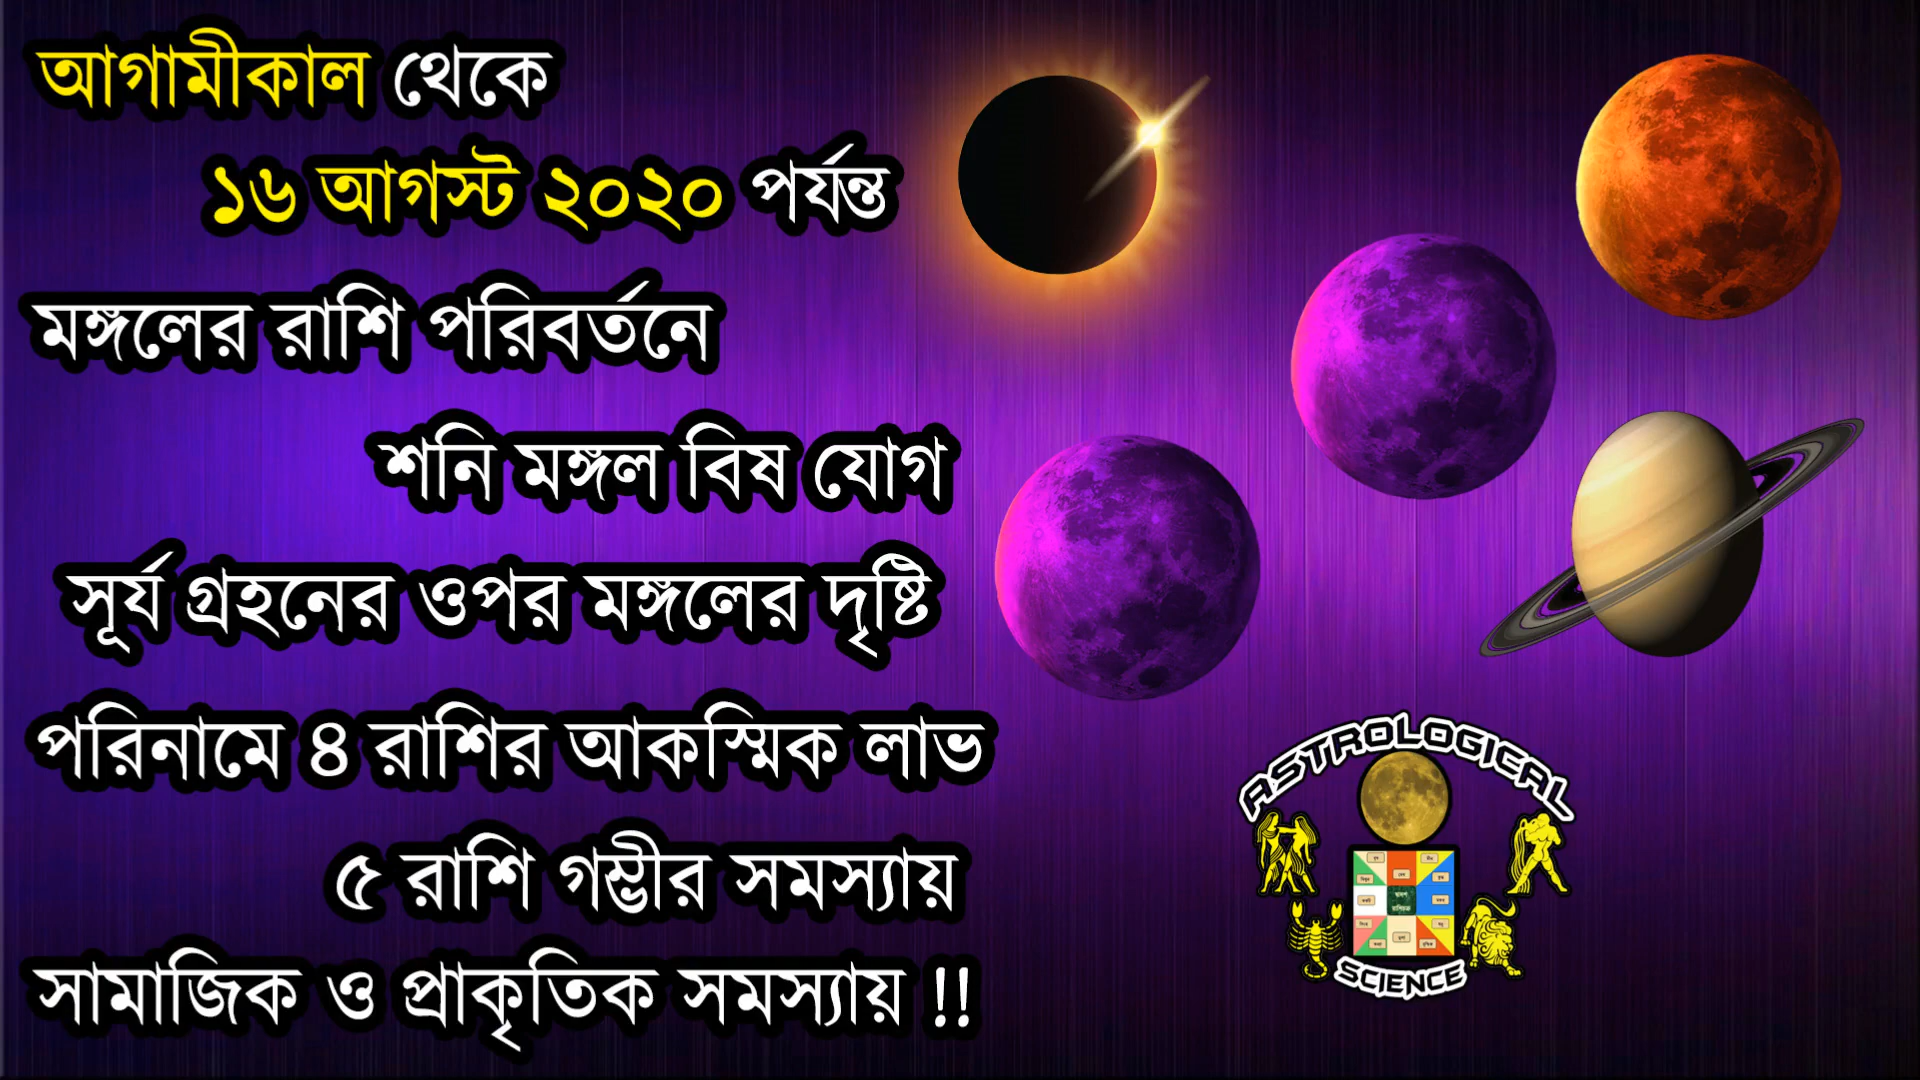 আগামীকাল থেকে
১৬ আগস্ট ২০২০ পর্যন্ত
মঙ্গলের রাশি পরিবর্তনে
শনি মঙ্গল বিষ যোগ
সূর্য গ্রহনের ওপর মঙ্গলের দৃষ্টি
পরিনামে ৪ রাশির আকস্মিক লাভ
৫ রাশি গম্ভীর সমস্যায়
সামাজিক ও প্রাকৃতিক সমস্যায় !!
ASTROLOGICAL
SCIENCE